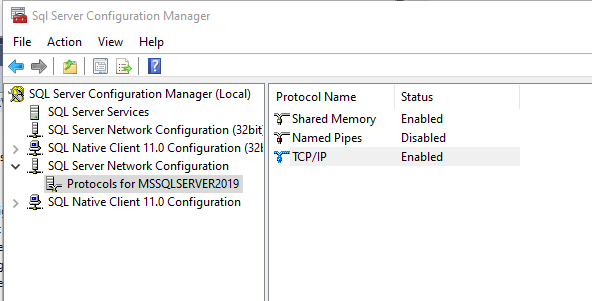 Sql Server Configuration Manager
File Action View Help
SQL Server Configuration Manager (Local)
SQL Server Services
SQL Server Network Configuration (32bit
SQL Native Client 11.0 Configuration (32b
SQL Server Network Configuration
Protocols for MSSQLSERVER2019
SQL Native Client 11.0 Configuration
Protocol Name Status
Shared Memory Enabled
Named Pipes Disabled
TCP/IP Enabled